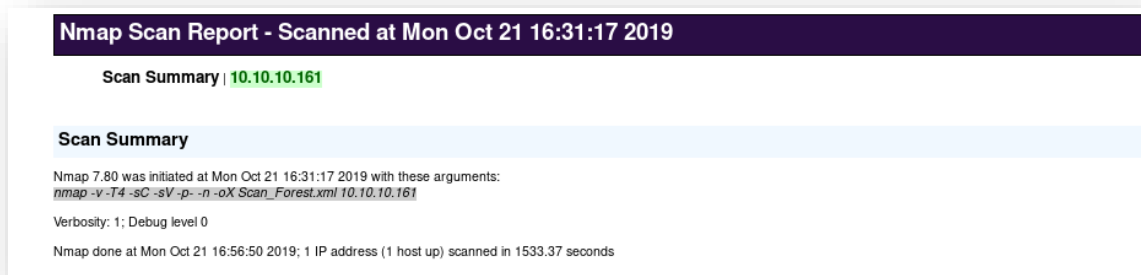 Nmap Scan Report - Scanned at Mon Oct 21 16:31:17 2019
Scan Summary | 10.10.10.161
Scan Summary
Nmap 7.80 was initiated at Mon Oct 21 16:31:17 2019 with these arguments:
nmap -v -T4 -sC -sV -p- -n -oX Scan_Forest.xml 10.10.10.161
Verbosity: 1; Debug level 0
Nmap done at Mon Oct 21 16:56:50 2019; 1 IP address (1 host up) scanned in 1533.37 seconds